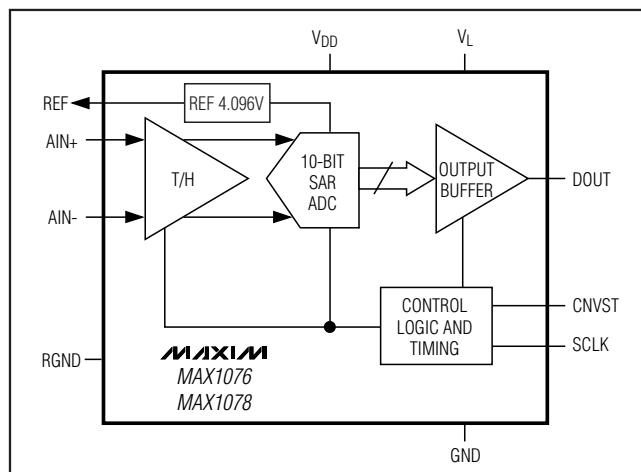 VDD
VL
REF
REF 4.096V
AIN+
T/H
10-BIT
SAR
ADC
OUTPUT
BUFFER
DOUT
AIN-
CONTROL
LOGIC AND
TIMING
CNVST
SCLK
RGND
MAXIM
MAX1076
MAX1078
GND